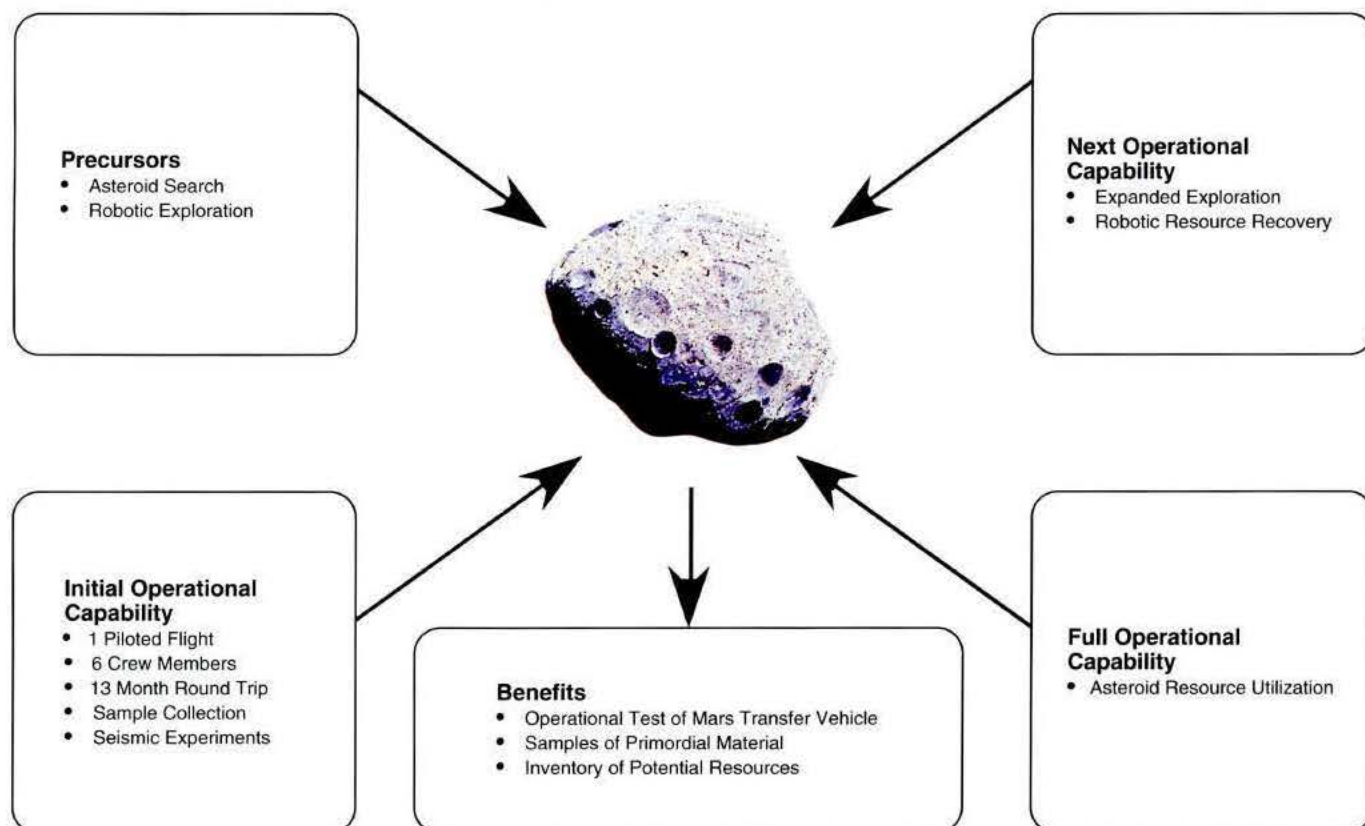 Precursors
• Asteroid Search
• Robotic Exploration
Next Operational
Capability
• Expanded Exploration
• Robotic Resource Recovery
Initial Operational
Capability
• 1 Piloted Flight
• 6 Crew Members
• 13 Month Round Trip
• Sample Collection
• Seismic Experiments
Benefits
• Operational Test of Mars Transfer Vehicle
• Samples of Primordial Material
• Inventory of Potential Resources
Full Operational
Capability
• Asteroid Resource Utilization